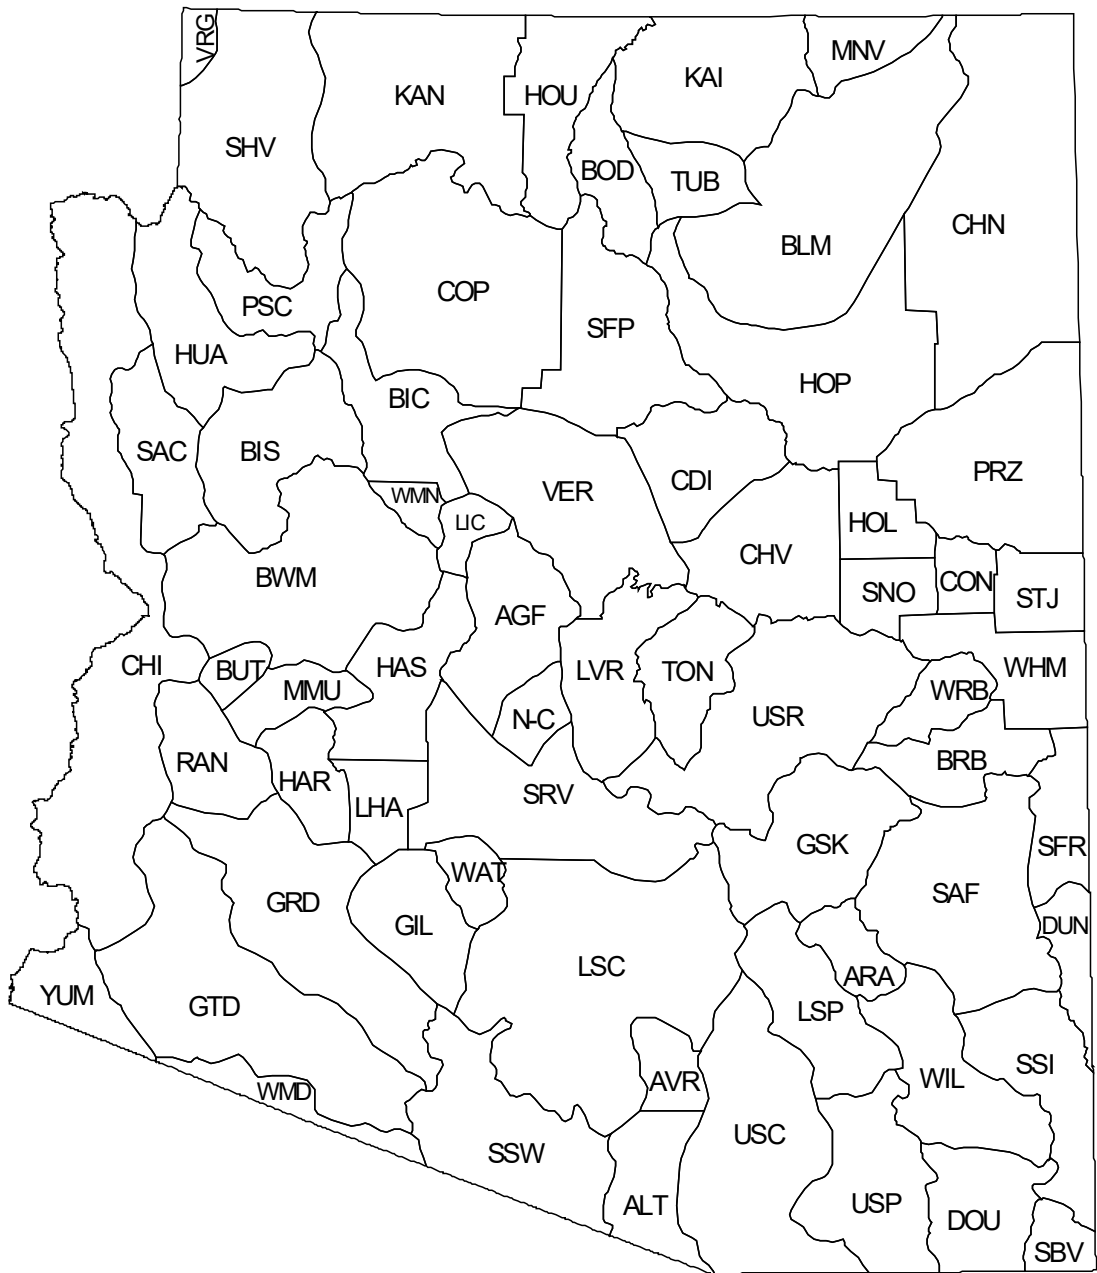 VRG
MNV
KAI
KAN
HOU
SHV
BOD
TUB
CHN
BLM
COP
PSC
SFP
HUA
HOP
BIC
SAC
BIS
PRZ
CDI
VER
WMN
LIC
HOL
CHV
BWM
CON
SNO
STJ
AGF
CHI
BUT
HAS
LVR
TON
WHM
MMU
WRB
N-C
USR
RAN
BRB
HAR
SRV
LHA
GSK
SFR
WAT
SAF
GRD
GIL
DUN
LSC
ARA
YUM
GTD
LSP
SSI
WIL
AVR
WMD
USC
SSW
ALT
USP
DOU
SBV